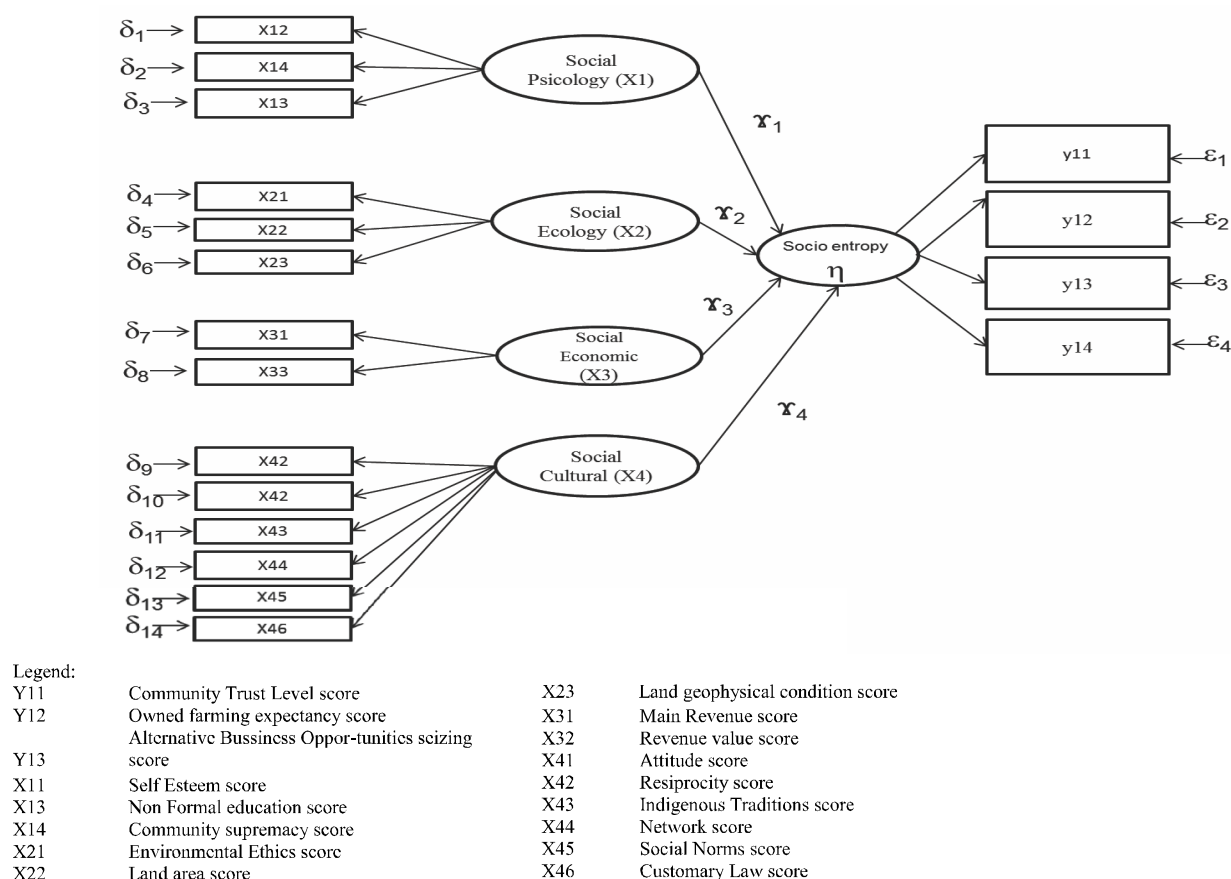 δ1
X12
δ2
X14
δ3
X13
Social
Psicology (X1)
ɤ1
δ4
X21
δ5
X22
δ6
X23
Social
Ecology (X2)
ɤ2
δ7
X31
δ8
X33
Social
Economic
(X3)
ɤ3
δ9
X42
δ10
X42
δ11
X43
δ12
X44
δ13
X45
δ14
X46
Social
Cultural (X4)
ɤ4
Socio entropy
η
y11
ε1
y12
ε2
y13
ε3
y14
ε4
Legend:
Y11 Community Trust Level score
Y12 Owned farming expectancy score
Alternative Bussiness Oppor-tunities seizing
Y13 score
X11 Self Esteem score
X13 Non Formal education score
X14 Community supremacy score
X21 Environmental Ethics score
X22 Land area score
X23 Land geophysical condition score
X31 Main Revenue score
X32 Revenue value score
X41 Attitude score
X42 Resiprocity score
X43 Indigenous Traditions score
X44 Network score
X45 Social Norms score
X46 Customary Law score